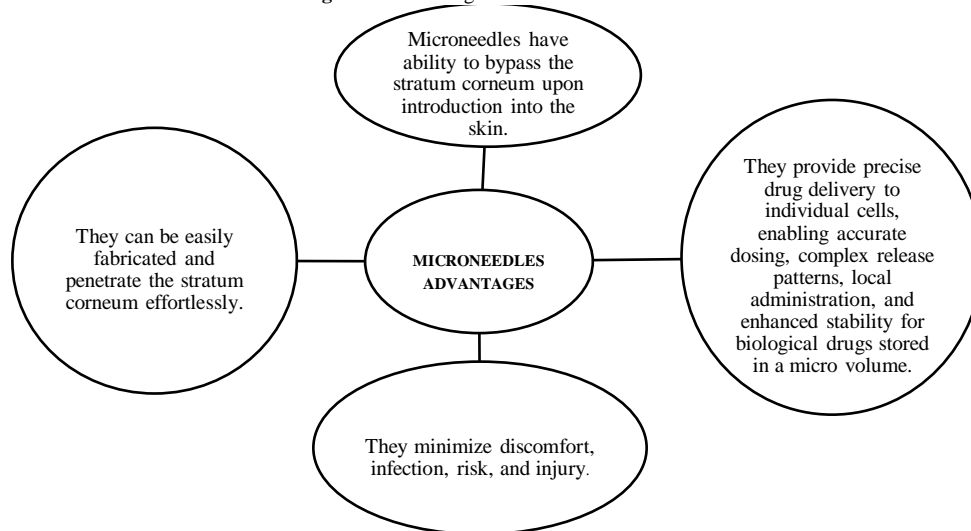 Microneedles have
ability to bypass the
stratum corneum upon
introduction into the
skin.
They can be easily
fabricated and
penetrate the stratum
corneum effortlessly.
MICRONEEDLES
ADVANTAGES
They provide precise
drug delivery to
individual cells,
enabling accurate
dosing, complex release
patterns, local
administration, and
enhanced stability for
biological drugs stored
in a micro volume.
They minimize discomfort,
infection, risk, and injury.